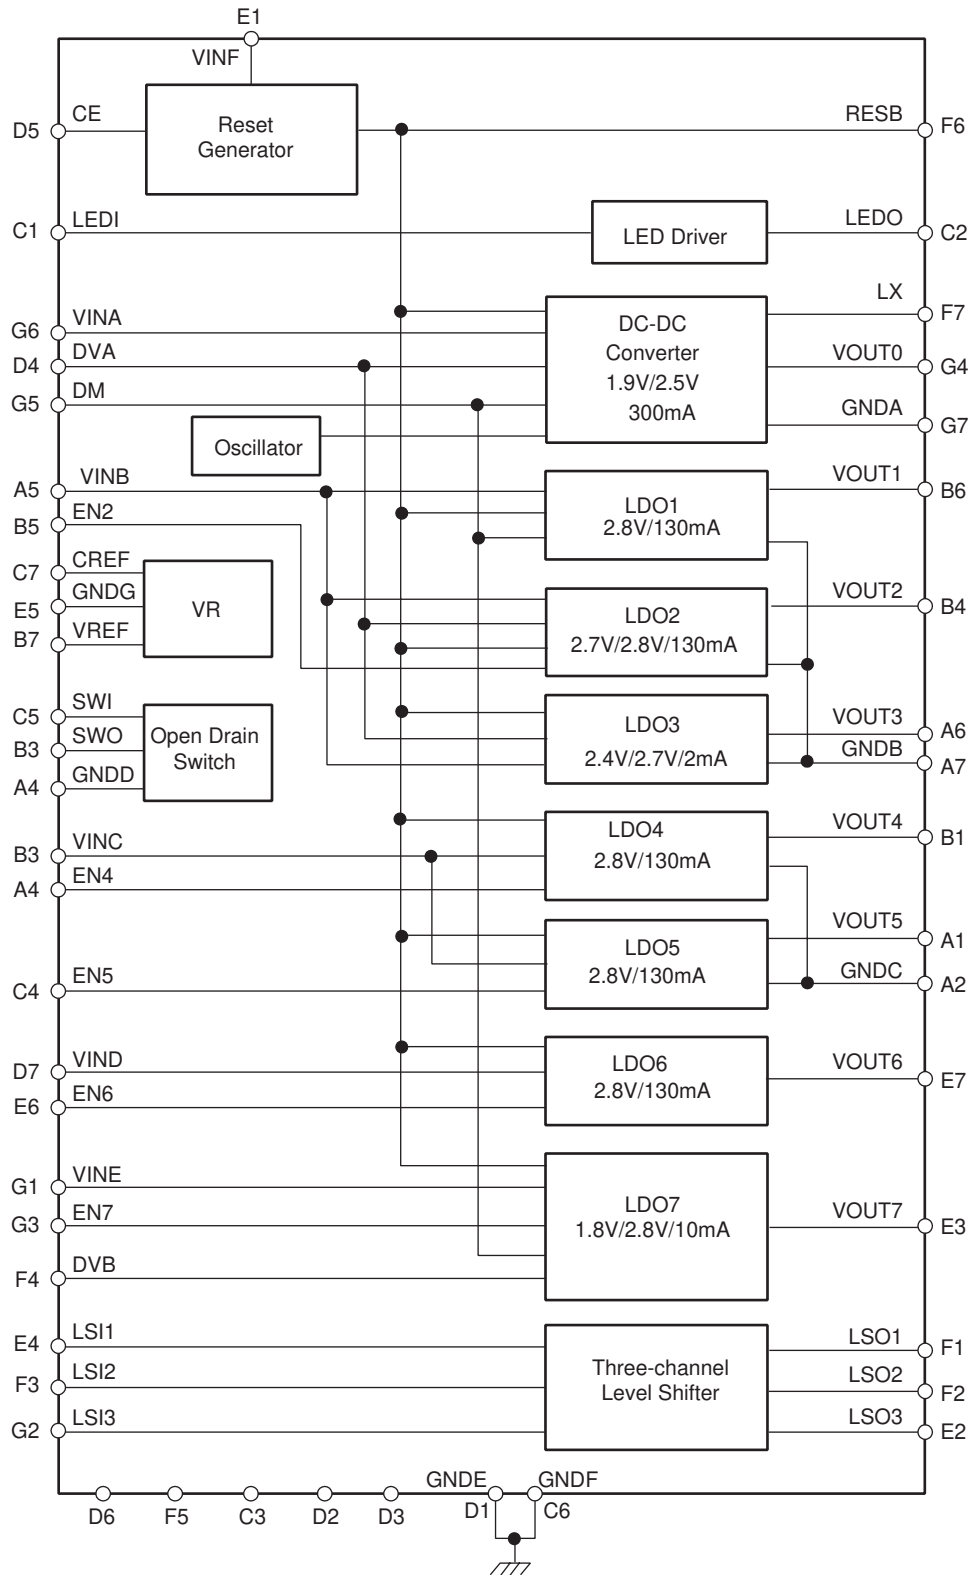 E1
VINF
D5
CE
Reset
Generator
RESB
F6
C1
LEDI
LED Driver
LEDO
C2
LX
F7
G6
VINA
DC-DC
Converter
1.9V/2.5V
300mA
D4
DVA
VOUT0
G4
G5
DM
GNDA
G7
Oscillator
A5
VINB
LDO1
2.8V/130mA
VOUT1
B6
B5
EN2
C7
CREF
E5
GNDG
B7
VREF
VR
LDO2
2.7V/2.8V/130mA
VOUT2
B4
C5
SWI
B3
SWO
A4
GNDD
Open Drain
Switch
LDO3
2.4V/2.7V/2mA
VOUT3
A6
GNDB
A7
B3
VINC
A4
EN4
LDO4
2.8V/130mA
VOUT4
B1
C4
EN5
LDO5
2.8V/130mA
VOUT5
A1
GNDC
A2
D7
VIND
E6
EN6
LDO6
2.8V/130mA
VOUT6
E7
G1
VINE
G3
EN7
F4
DVB
LDO7
1.8V/2.8V/10mA
VOUT7
E3
E4
LSI1
F3
LSI2
G2
LSI3
Three-channel
Level Shifter
LSO1
F1
LSO2
F2
LSO3
E2
GNDE
GNDF
D6
F5
C3
D2
D3
D1
C6